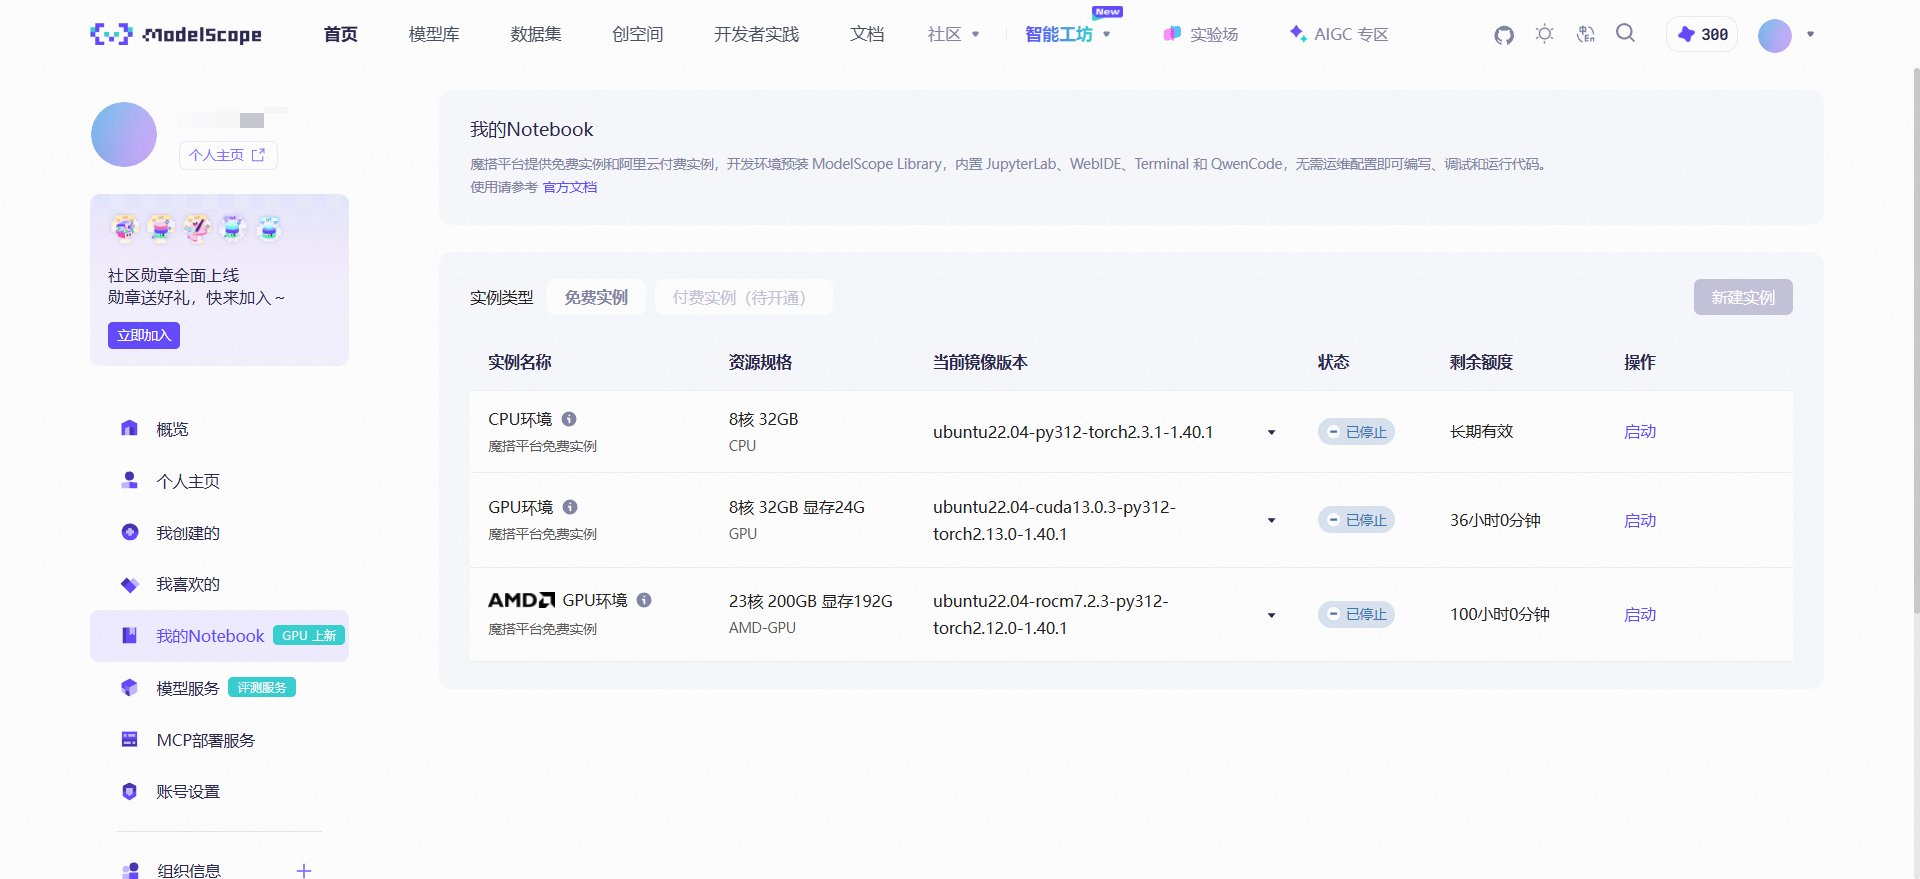 ModelScope 首页 模型库 数据集 创空间 开发者实践 文档 社区 智能工坊 New 实验场 AIGC 专区 300
个人主页
社区勋章全面上线
勋章送好礼，快来加入 ~
立即加入
概览
个人主页
我创建的
我喜欢的
我的Notebook GPU 上新
模型服务 评测服务
MCP部署服务
账号设置
组织信息
我的Notebook
魔搭平台提供免费实例和阿里云付费实例，开发环境预装 ModelScope Library，内置 JupyterLab、WebIDE、Terminal 和 QwenCode，无需运维配置即可编写、调试和运行代码。
使用请参考 官方文档
实例类型 免费实例 付费实例（待开通） 新建实例
实例名称 资源规格 当前镜像版本 状态 剩余额度 操作
CPU环境 8核 32GB ubuntu22.04-py312-torch2.3.1-1.40.1 已停止 长期有效 启动
魔搭平台免费实例 CPU
GPU环境 8核 32GB 显存24G ubuntu22.04-cuda13.0.3-py312- 已停止 36小时0分钟 启动
魔搭平台免费实例 GPU torch2.13.0-1.40.1
AMD GPU环境 23核 200GB 显存192G ubuntu22.04-rocm7.2.3-py312- 已停止 100小时0分钟 启动
魔搭平台免费实例 AMD-GPU torch2.12.0-1.40.1